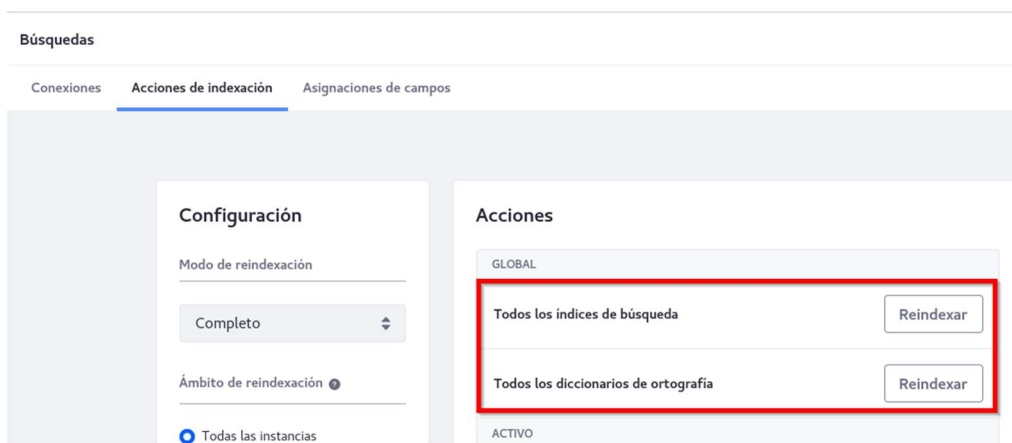 Búsquedas
Conexiones Acciones de indexación Asignaciones de campos
Configuración
Modo de reindexación
Completo
Ámbito de reindexación
Todas las instancias
Acciones
GLOBAL
Todos los índices de búsqueda Reindexar
Todos los diccionarios de ortografía Reindexar
ACTIVO